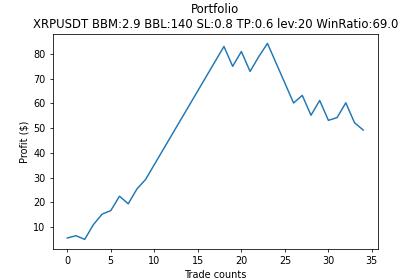 Portfolio
XRPUSDT BBM:2.9 BBL:140 SL:0.8 TP:0.6 lev:20 WinRatio:69.0
80
70
60
50
40
30
20
10
Profit ($)
0 5 10 15 20 25 30 35
Trade counts